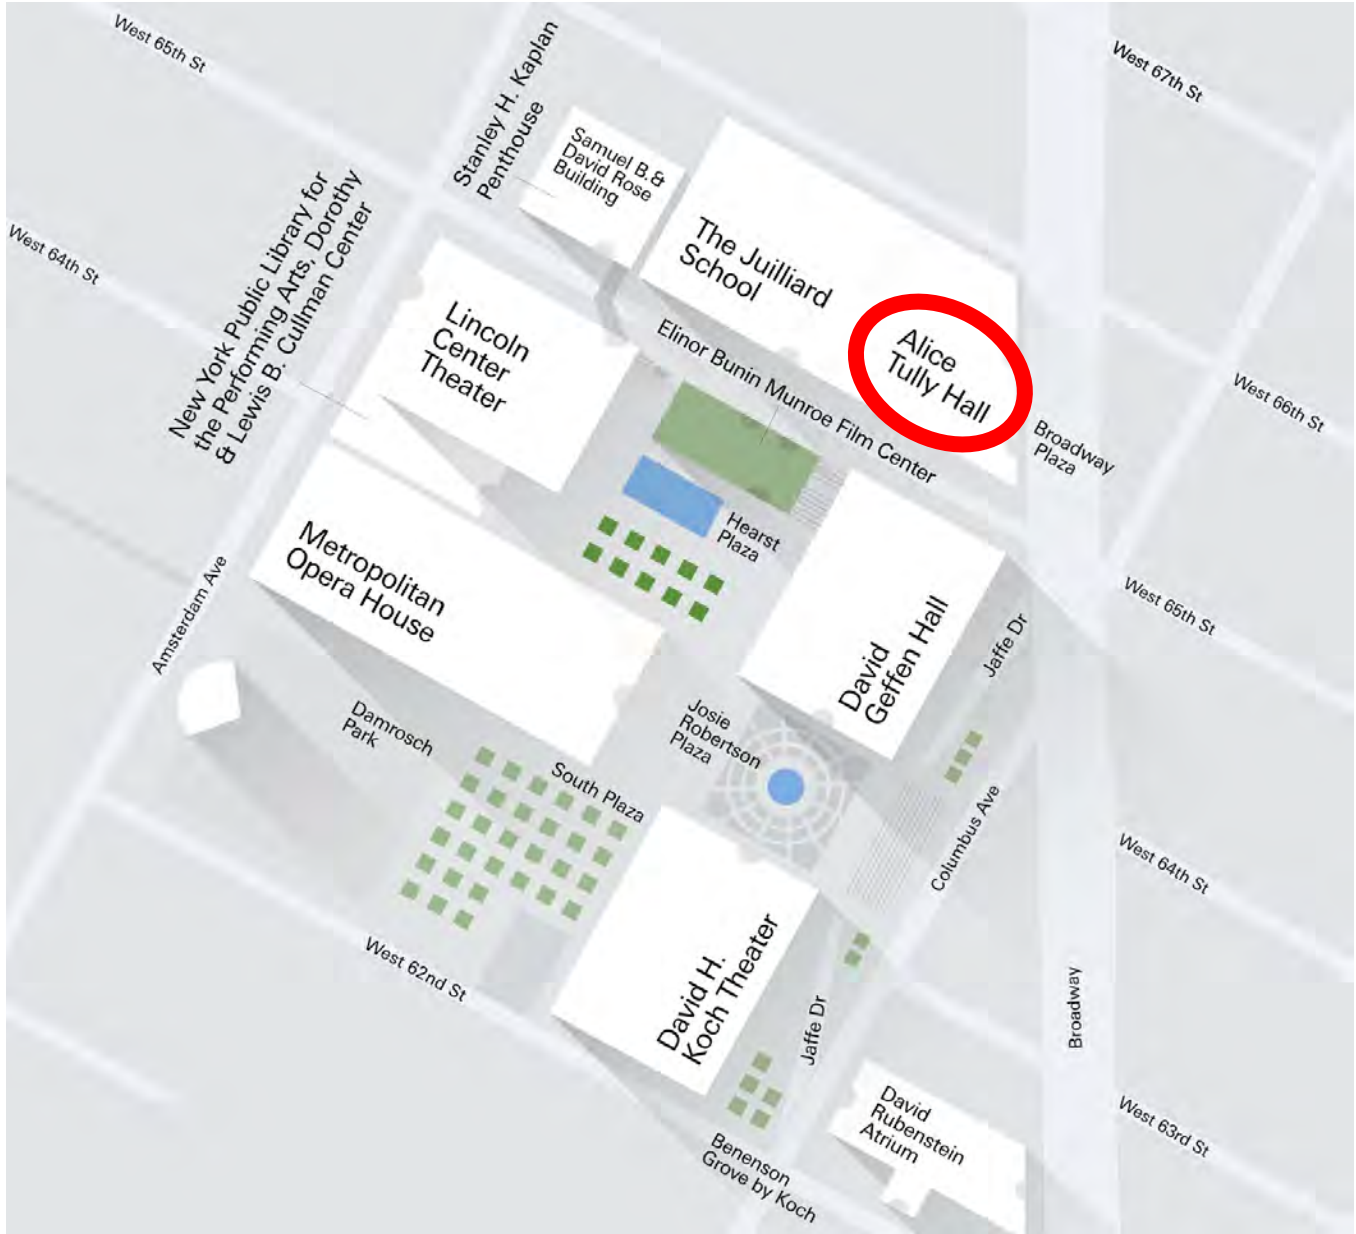 West 65th St
West 67th St
Stanley H. Kaplan
Penthouse
Samuel B. &
David Rose
Building
The Juilliard
School
New York Public Library for
the Performing Arts, Dorothy
& Lewis B. Cullman Center
West 64th St
Lincoln
Center
Theater
Elinor Bunin Munroe Film Center
Alice
Tully Hall
Broadway
Plaza
West 66th St
Hearst
Plaza
Metropolitan
Opera House
Amsterdam Ave
David
Geffen Hall
Jaffe Dr
West 65th St
Damrosch
Park
South Plaza
Josie
Robertson
Plaza
Columbus Ave
West 64th St
West 62nd St
David H.
Koch Theater
Jaffe Dr
Broadway
David
Rubenstein
Atrium
West 63rd St
Benenson
Grove by Koch